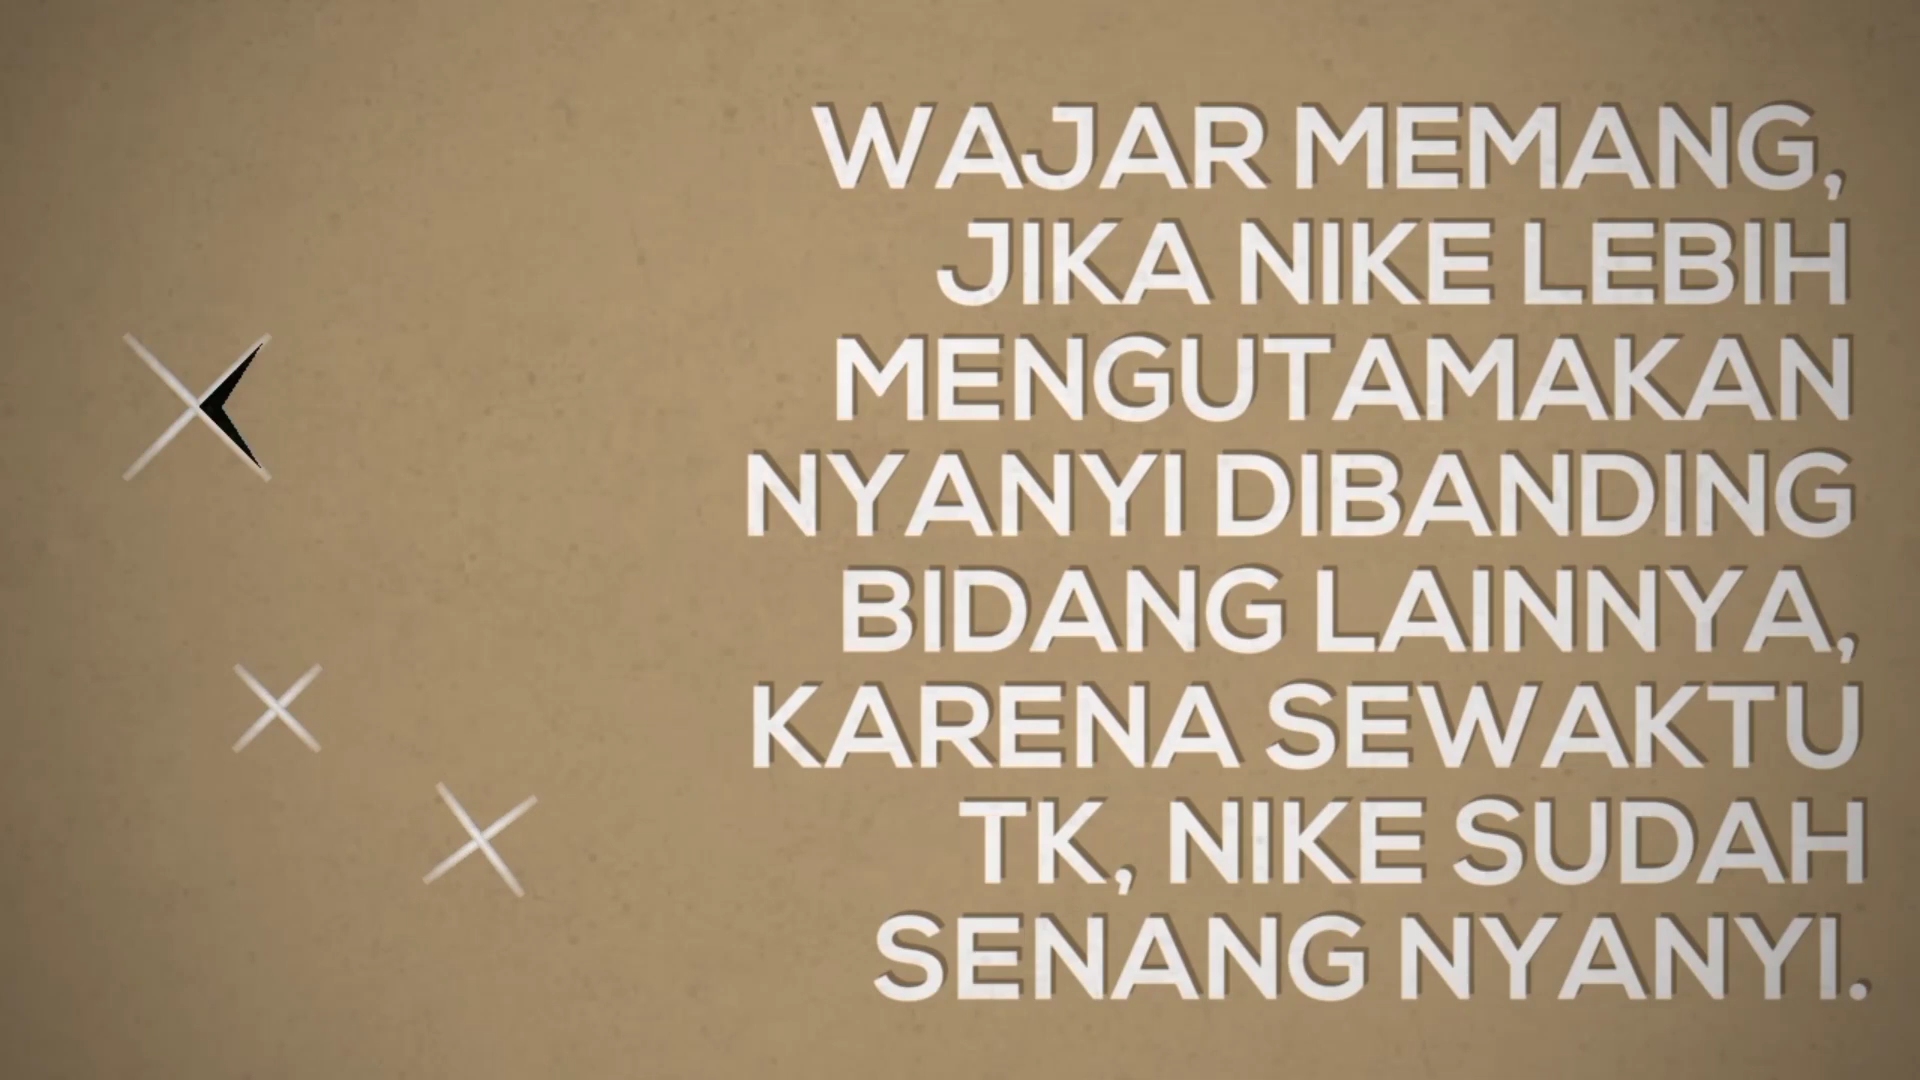 WAJAR MEMANG,
JIKA NIKE LEBIH
MENGUTAMAKAN
NYANYI DIBANDING
BIDANG LAINNYA,
KARENA SEWAKTU
TK, NIKE SUDAH
SENANG NYANYI.